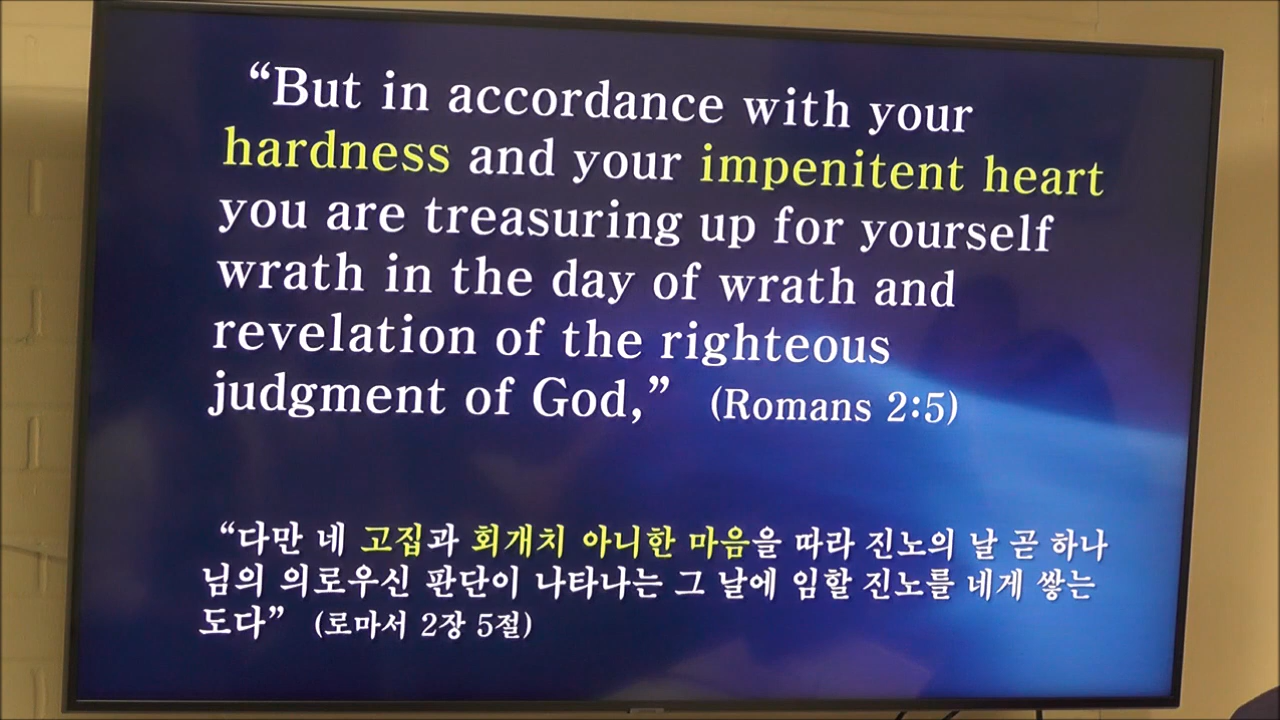 “But in accordance with your
hardness and your impenitent heart
you are treasuring up for yourself
wrath in the day of wrath and
revelation of the righteous
judgment of God,” (Romans 2:5)
“다만 네 고집과 회개치 아니한 마음을 따라 진노의 날 곧 하나
님의 의로우신 판단이 나타나는 그 날에 임할 진노를 네게 쌓는
도다” (로마서 2장 5절)